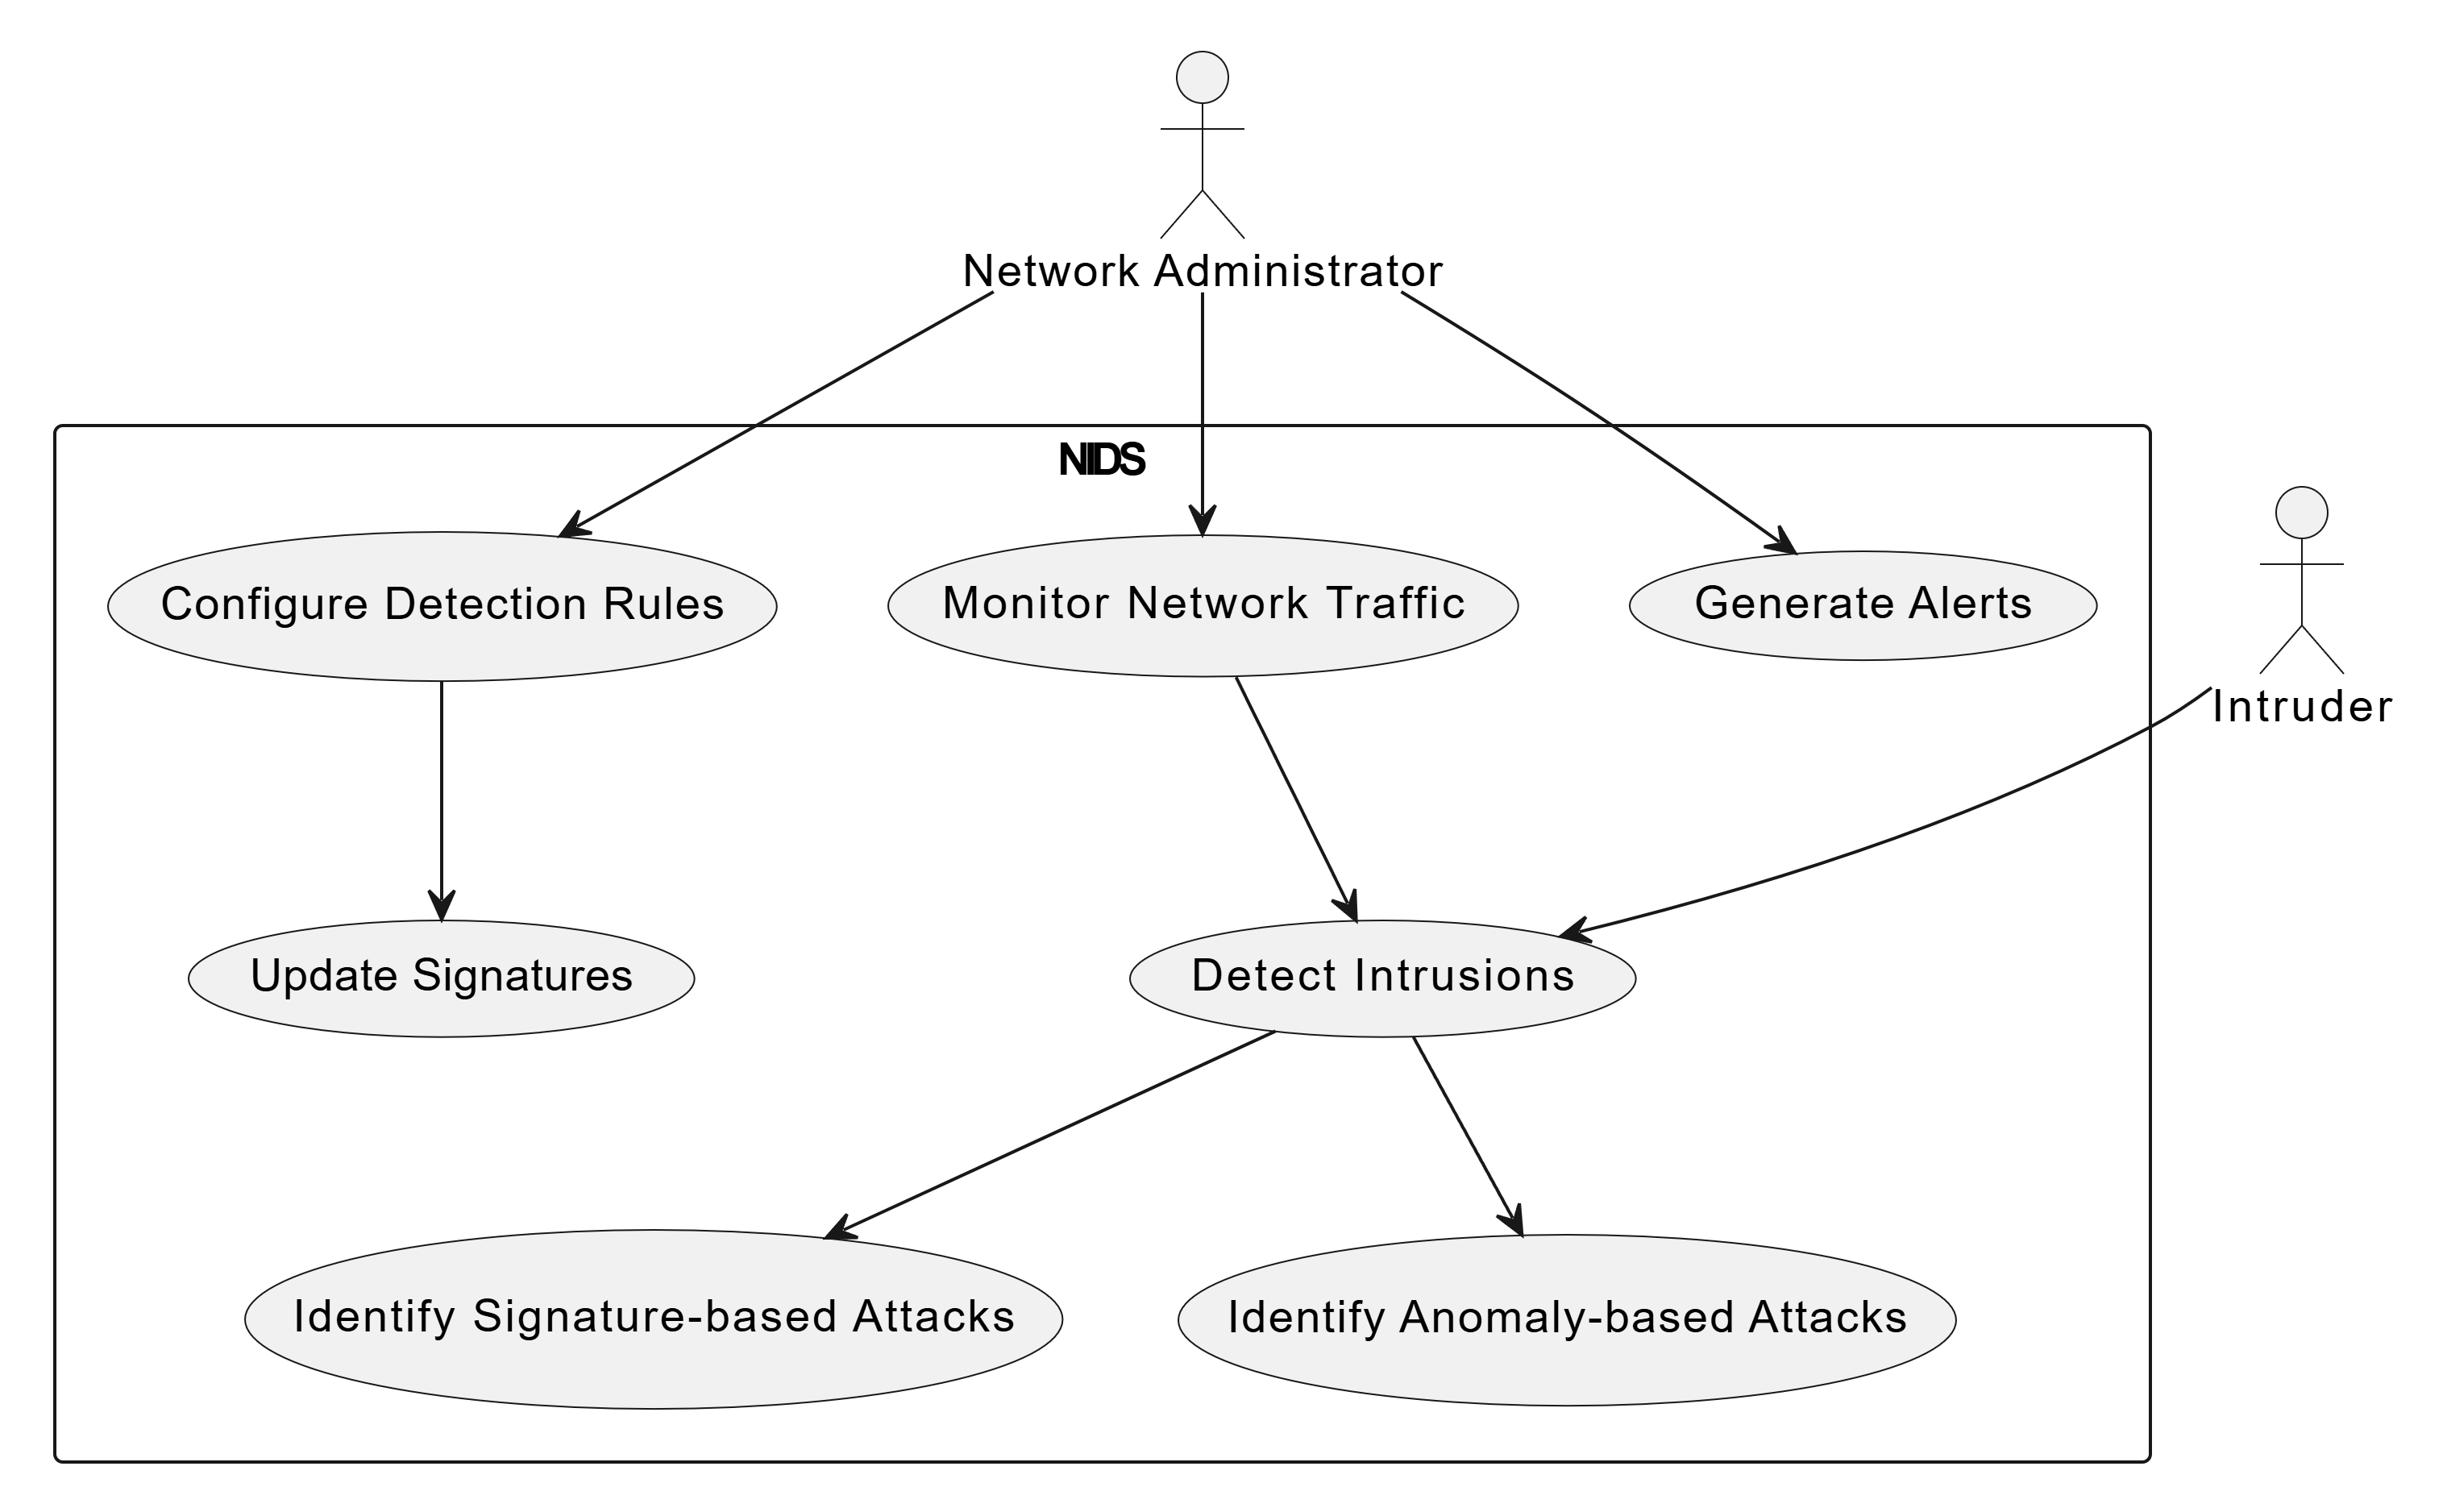 Network Administrator
NIDS
Configure Detection Rules
Monitor Network Traffic
Generate Alerts
Intruder
Update Signatures
Detect Intrusions
Identify Signature-based Attacks
Identify Anomaly-based Attacks